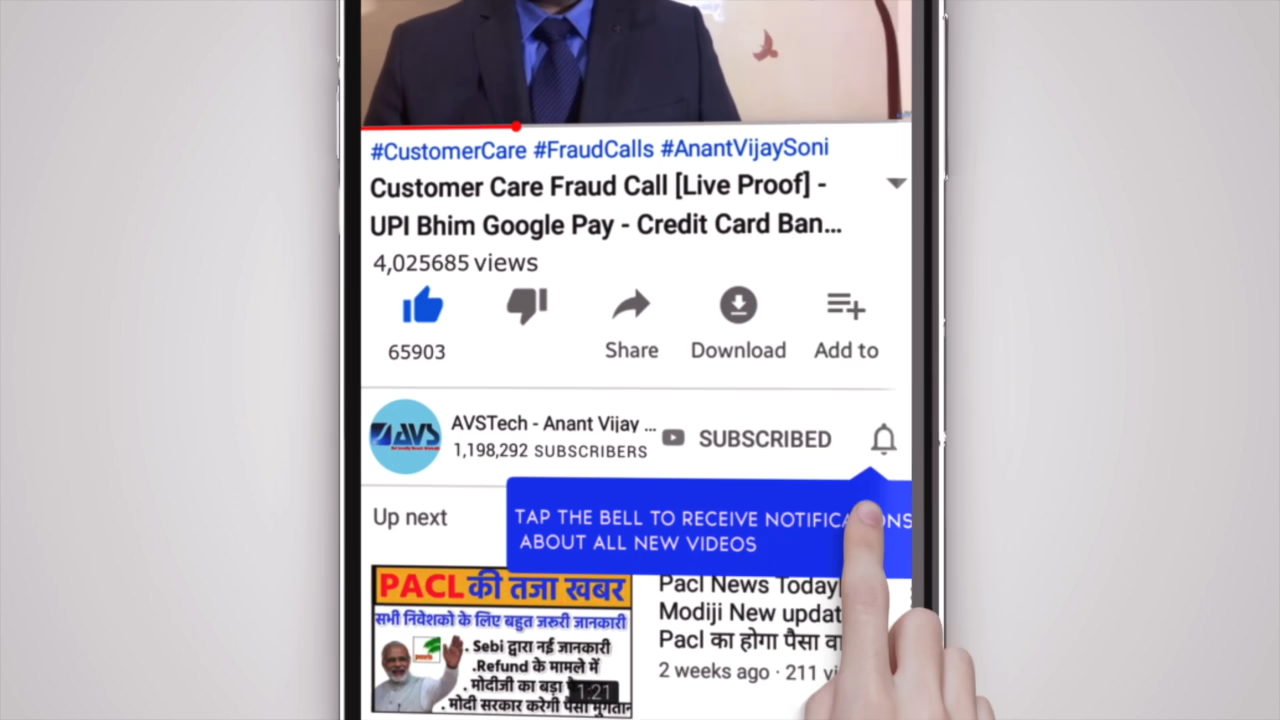 #CustomerCare #FraudCalls #AnantVijaySoni
Customer Care Fraud Call [Live Proof] -
UPI Bhim Google Pay - Credit Card Ban...
4,025685 views
65903
Share
Download
Add to
AVS
AVSTech - Anant Vijay ...
1,198,292 SUBSCRIBERS
SUBSCRIBED
TAP THE BELL TO RECEIVE
ABOUT ALL NEW VIDEOS
Up next
PACL की तजा खबर
सभी निवेशको के लिए बहुत जरुरी जानकारी
. Sebi द्वारा नई जानकारी
.Refund के मामले में
. मोदीजी का बड़ा
. मोदी सरकार करेगी पैसा भुगतान
1:21
Pacl News Today
Modiji New updat
Pacl का होगा पैसा
2 weeks ago · 211